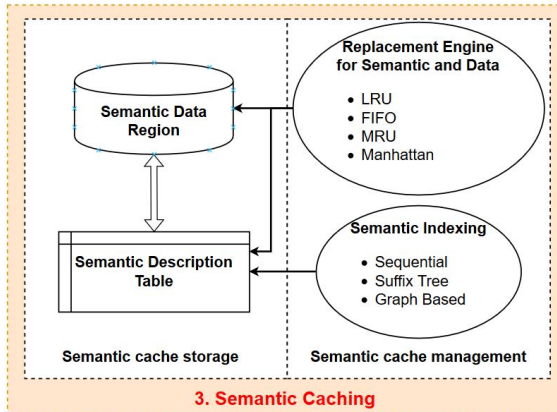 Semantic Data
Region
Semantic Description
Table
Semantic cache storage
Replacement Engine
for Semantic and Data
• LRU
• FIFO
• MRU
• Manhattan
Semantic Indexing
• Sequential
• Suffix Tree
• Graph Based
Semantic cache management
3. Semantic Caching